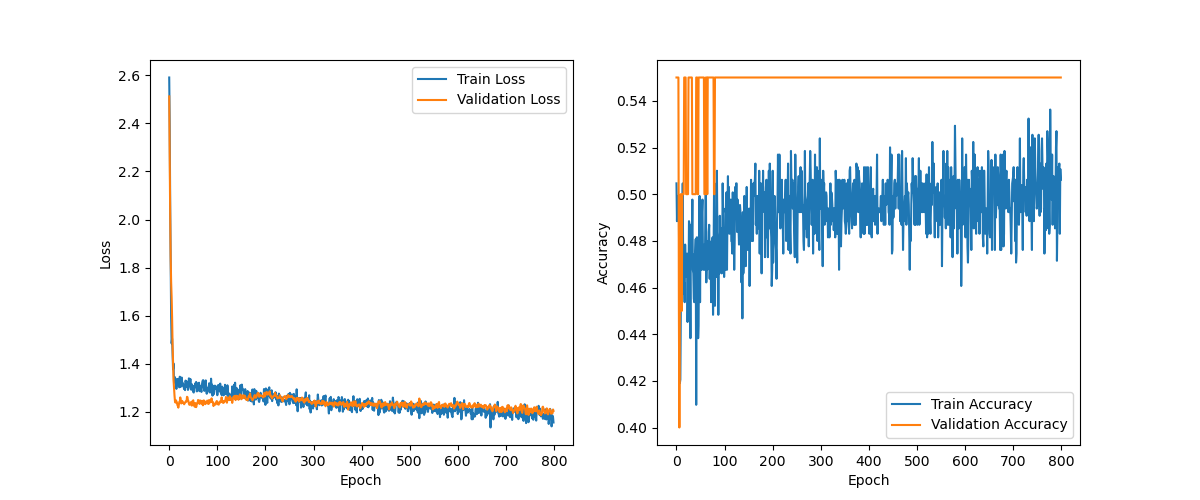 Train Loss
Validation Loss
2.6
2.4
2.2
2.0
1.8
1.6
1.4
1.2
Loss
0 100 200 300 400 500 600 700 800
Epoch
0.54
0.52
0.50
0.48
0.46
0.44
0.42
0.40
Accuracy
Train Accuracy
Validation Accuracy
0 100 200 300 400 500 600 700 800
Epoch